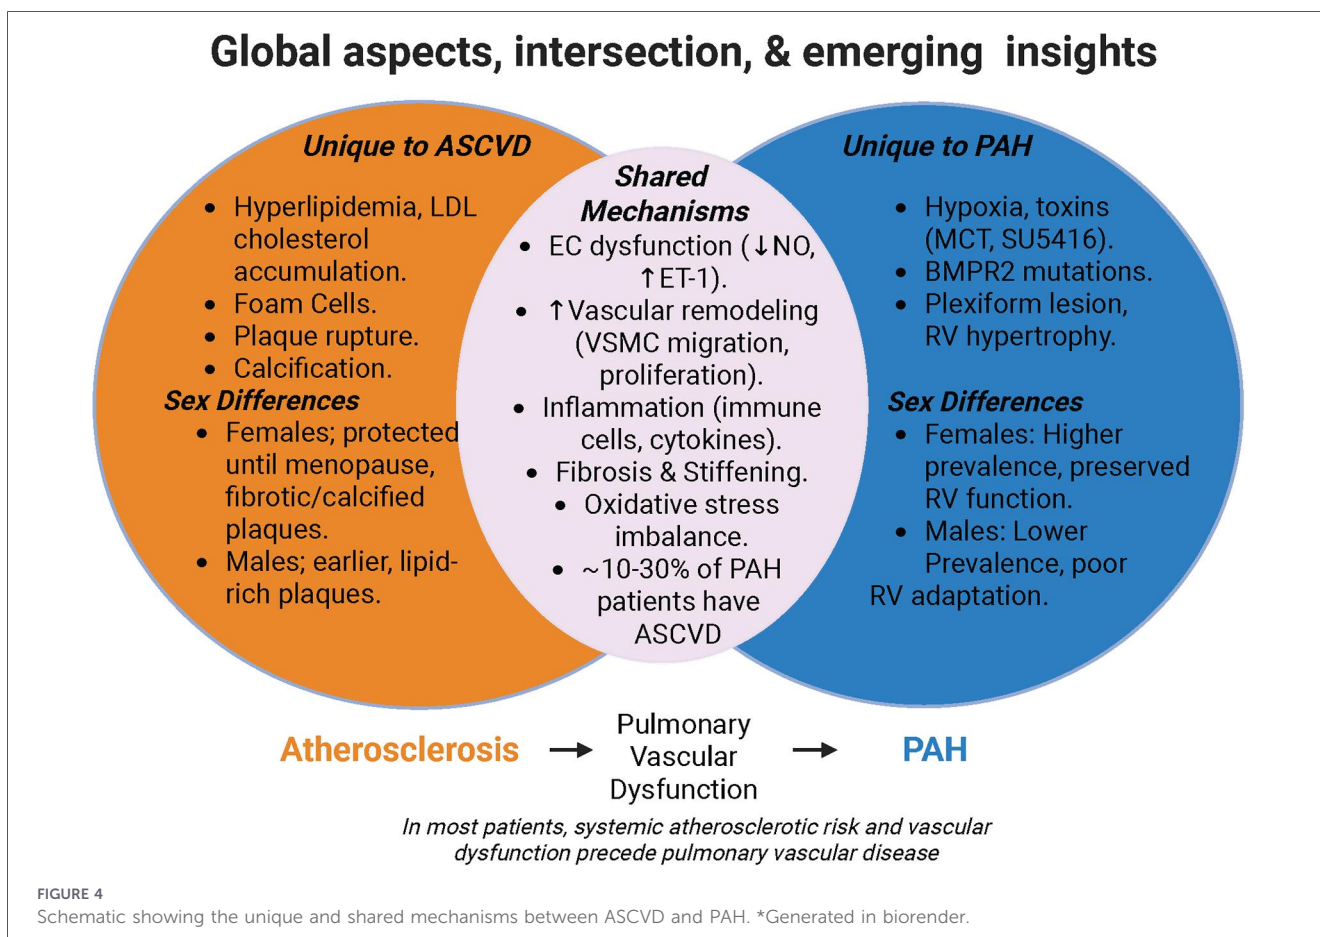 Global aspects, intersection, & emerging insights
Unique to ASCVD
• Hyperlipidemia, LDL
cholesterol
accumulation.
• Foam Cells.
• Plaque rupture.
• Calcification.
Sex Differences
• Females; protected
until menopause,
fibrotic/calcified
plaques.
• Males; earlier, lipid-
rich plaques.
Shared
Mechanisms
• EC dysfunction (↓NO,
↑ET-1).
• ↑Vascular remodeling
(VSMC migration,
proliferation).
• Inflammation (immune
cells, cytokines).
• Fibrosis & Stiffening.
• Oxidative stress
imbalance.
• ~10-30% of PAH
patients have
ASCVD
Unique to PAH
• Hypoxia, toxins
(MCT, SU5416).
• BMPR2 mutations.
• Plexiform lesion,
RV hypertrophy.
Sex Differences
• Females: Higher
prevalence, preserved
RV function.
• Males: Lower
Prevalence, poor
RV adaptation.
Atherosclerosis → Pulmonary
Vascular
Dysfunction → PAH
In most patients, systemic atherosclerotic risk and vascular
dysfunction precede pulmonary vascular disease
FIGURE 4
Schematic showing the unique and shared mechanisms between ASCVD and PAH. *Generated in biorender.